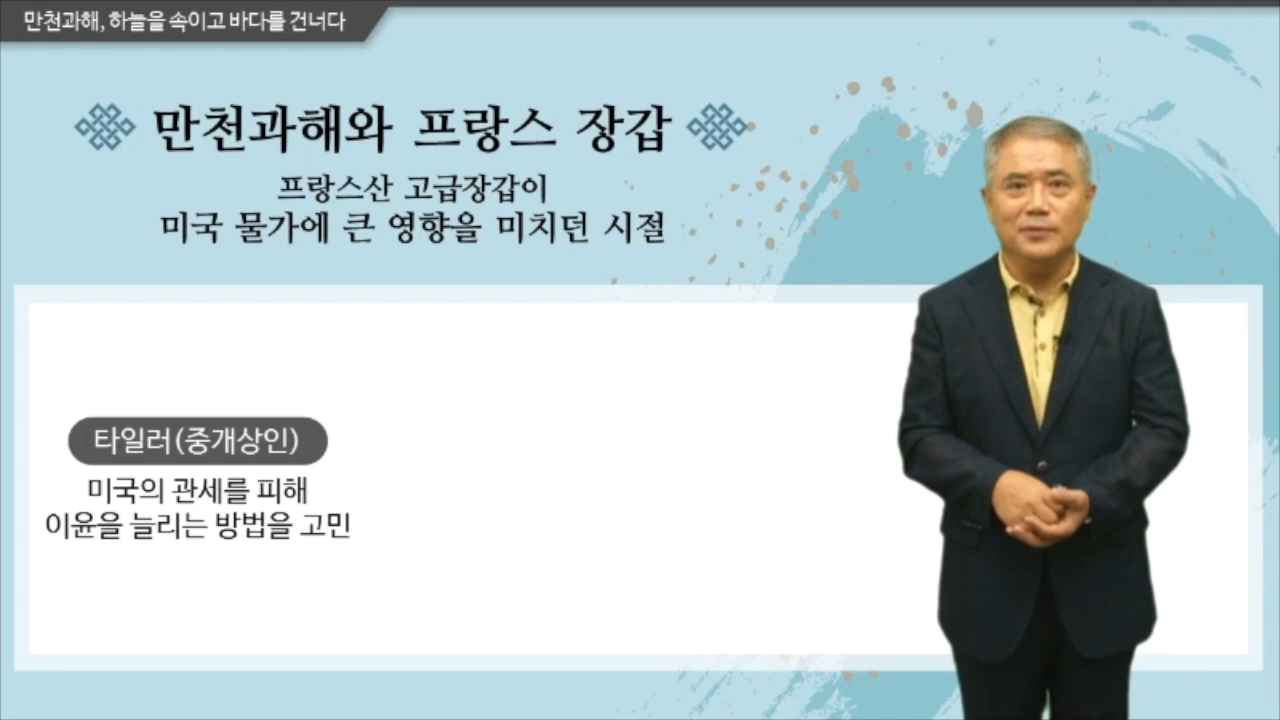 만천과해, 하늘을 속이고 바다를 건너다
만천과해와 프랑스 장갑
프랑스산 고급장갑이
미국 물가에 큰 영향을 미치던 시절
타일러(중개상인)
미국의 관세를 피해
이윤을 늘리는 방법을 고민